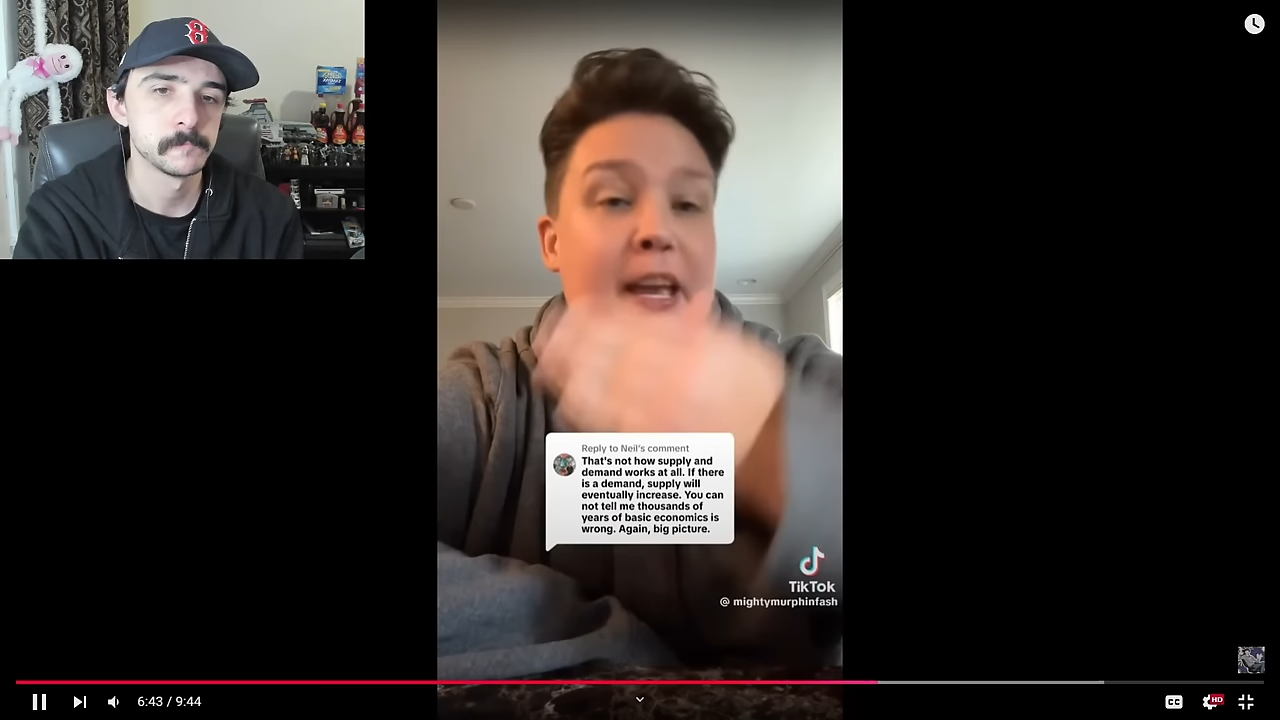 Reply to Neil's comment
That's not how supply and
demand works at all. If there
is a demand, supply will
eventually increase. You can
not tell me thousands of
years of basic economics is
wrong. Again, big picture.
TikTok
@ mightymurphinfash
6:43 / 9:44
CC
HD